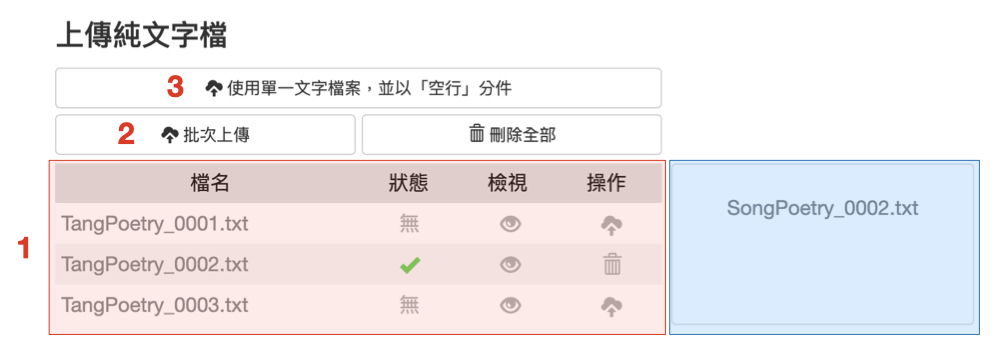 上傳純文字檔
3 使用單一文字檔案，並以「空行」分件
2 批次上傳 刪除全部
檔名 狀態 檢視 操作
SongPoetry_0002.txt
TangPoetry_0001.txt 無
1
TangPoetry_0002.txt
TangPoetry_0003.txt 無